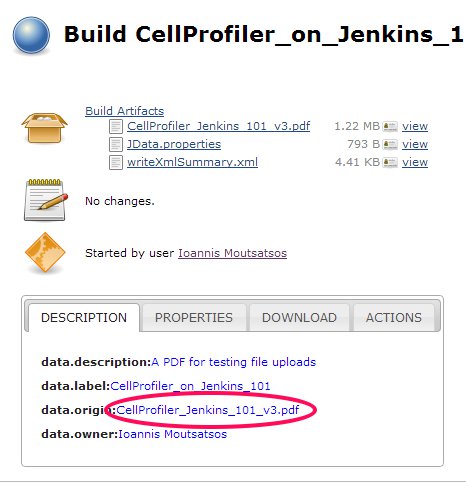 Build CellProfiler_on_Jenkins_1
Build Artifacts
CellProfiler_Jenkins_101_v3.pdf 1.22 MB view
JData.properties 793 B view
writeXmlSummary.xml 4.41 KB view
No changes.
Started by user Ioannis Moutsatsos
DESCRIPTION PROPERTIES DOWNLOAD ACTIONS
data.description:A PDF for testing file uploads
data.label:CellProfiler_on_Jenkins_101
data.origin:CellProfiler_Jenkins_101_v3.pdf
data.owner:Ioannis Moutsatsos